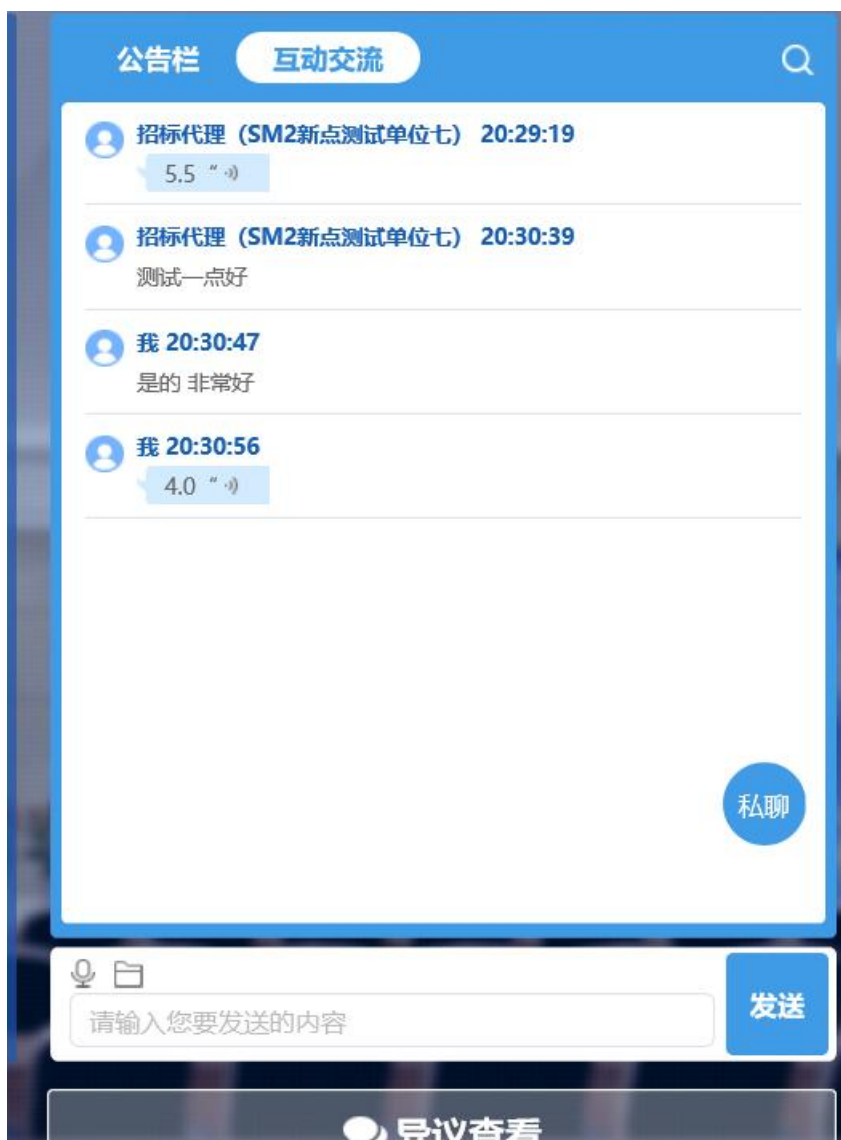 公告栏 互动交流
招标代理（SM2新点测试单位七） 20:29:19
5.5 “
招标代理（SM2新点测试单位七） 20:30:39
测试一点好
我 20:30:47
是的 非常好
我 20:30:56
4.0 “
私聊
请输入您要发送的内容
发送
异议查看